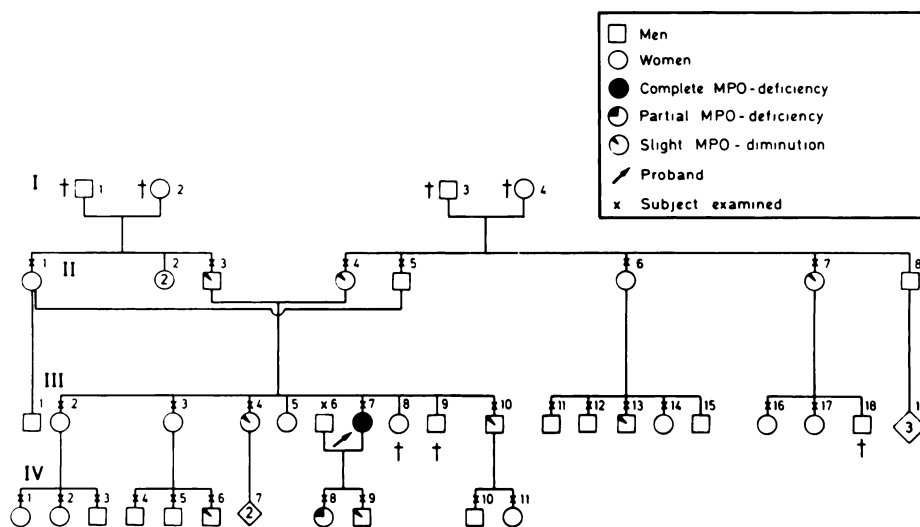 Men
Women
Complete MPO-deficiency
Partial MPO-deficiency
Slight MPO-diminution
Proband
x Subject examined
I
† 1 † 2 † 3 † 4
II
1 2 3 4 5 6 7 8
2
III
1 2 3 4 5 x 6 7 8 9 10 11 12 13 14 15 16 17 18 1
† † † 3
IV
1 2 3 4 5 6 7 8 9 10 11
2